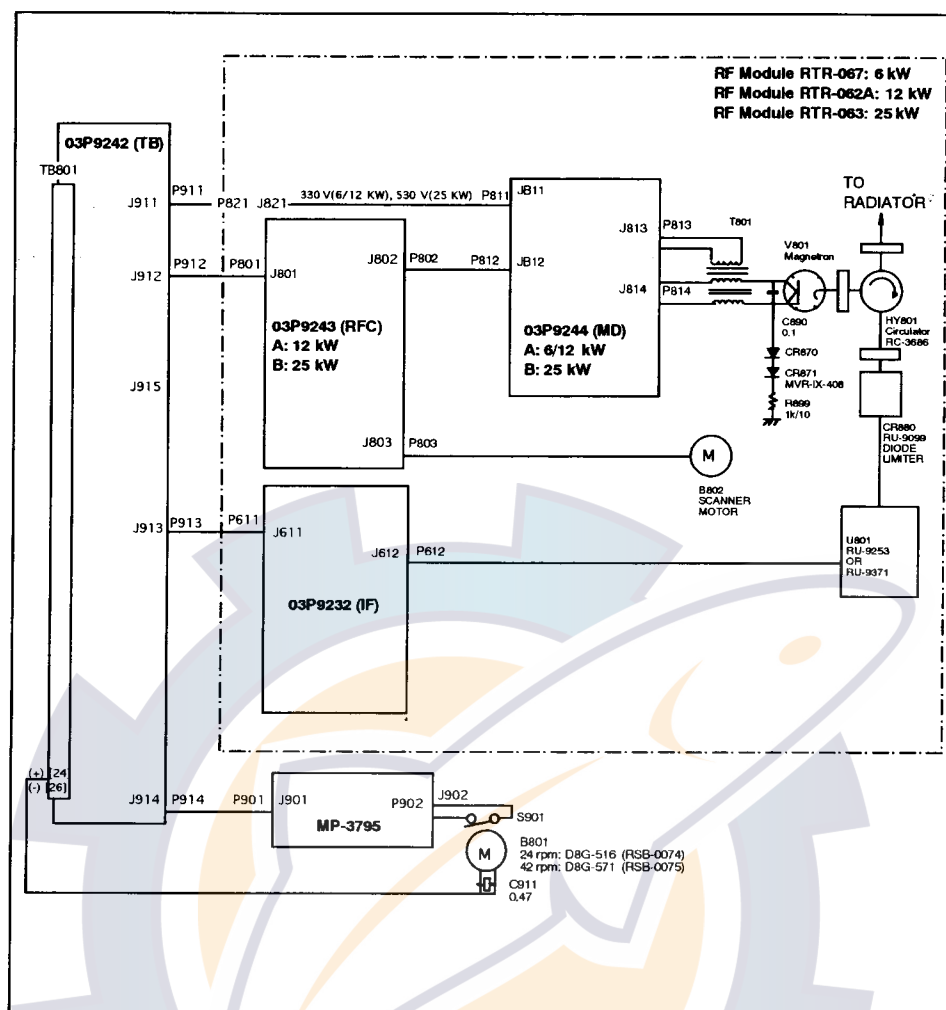 RF Module RTR-067: 6 kW
RF Module RTR-062A: 12 kW
RF Module RTR-063: 25 kW
03P9242 (TB)
TB801
J911
P911
P821
J821
330 V(6/12 KW), 530 V(25 KW)
P811
JB11
J912
P912
P801
J801
J802
P802
P812
JB12
03P9243 (RFC)
A: 12 kW
B: 25 kW
03P9244 (MD)
A: 6/12 kW
B: 25 kW
J813
P813
J814
P814
T801
V801
Magnetron
TO
RADIATOR
C890
0.1
CR870
CR871
MVR-IX-408
R899
1k/10
HY801
Circulator
RC-3686
CR880
RU-9099
DIODE
LIMITER
J915
J803
P803
M
B802
SCANNER
MOTOR
J913
P913
P611
J611
J612
P612
03P9232 (IF)
U801
RU-9253
OR
RU-9371
(+) [24
(-) [26]
J914
P914
P901
J901
P902
J902
MP-3795
S901
M
B801
24 rpm: D8G-516 (RSB-0074)
42 rpm: D8G-571 (RSB-0075)
C911
0.47